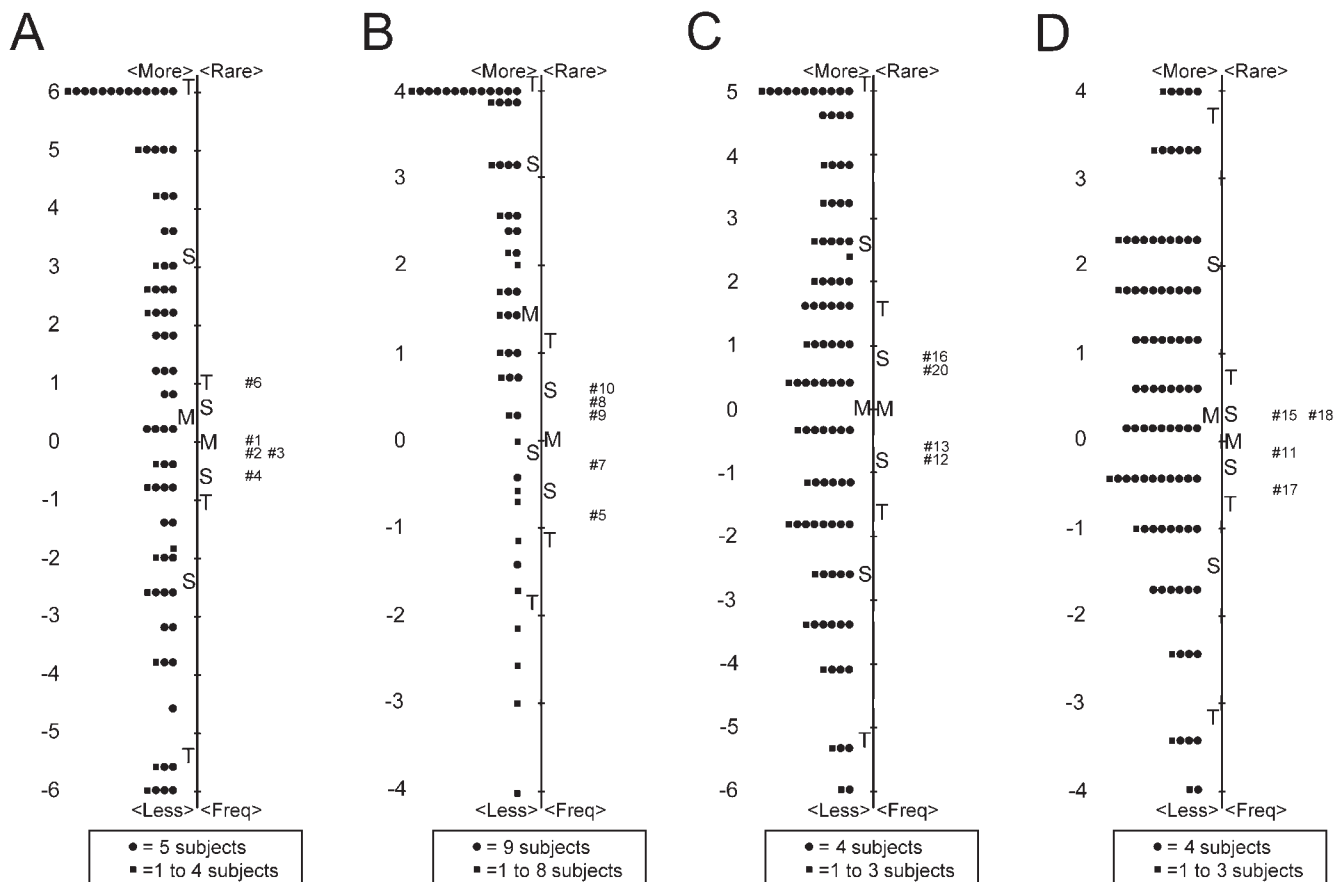 A
<More> <Rare>
6
T
5
4
S
3
2
T #6
1
S
M
0
M #1
#2 #3
S #4
-1
T
-2
S
-3
-4
-5
T
-6
<Less> <Freq>
● = 5 subjects
■ =1 to 4 subjects
B
<More> <Rare>
T
4
S
3
2
M
T
1
S #10
#8
#9
0
M
S
#7
S
#5
-1
T
T
-2
-3
-4
<Less> <Freq>
● = 9 subjects
■ =1 to 8 subjects
C
<More> <Rare>
T
5
4
3
S
2
T
1
S #16
#20
0
M M
#13
S #12
-1
T
-2
S
-3
-4
-5
T
-6
<Less> <Freq>
● = 4 subjects
■ =1 to 3 subjects
D
<More> <Rare>
4
T
3
2
S
1
T
M S #15 #18
0
M
#11
S
#17
T
-1
S
-2
-3
T
-4
<Less> <Freq>
● = 4 subjects
■ =1 to 3 subjects